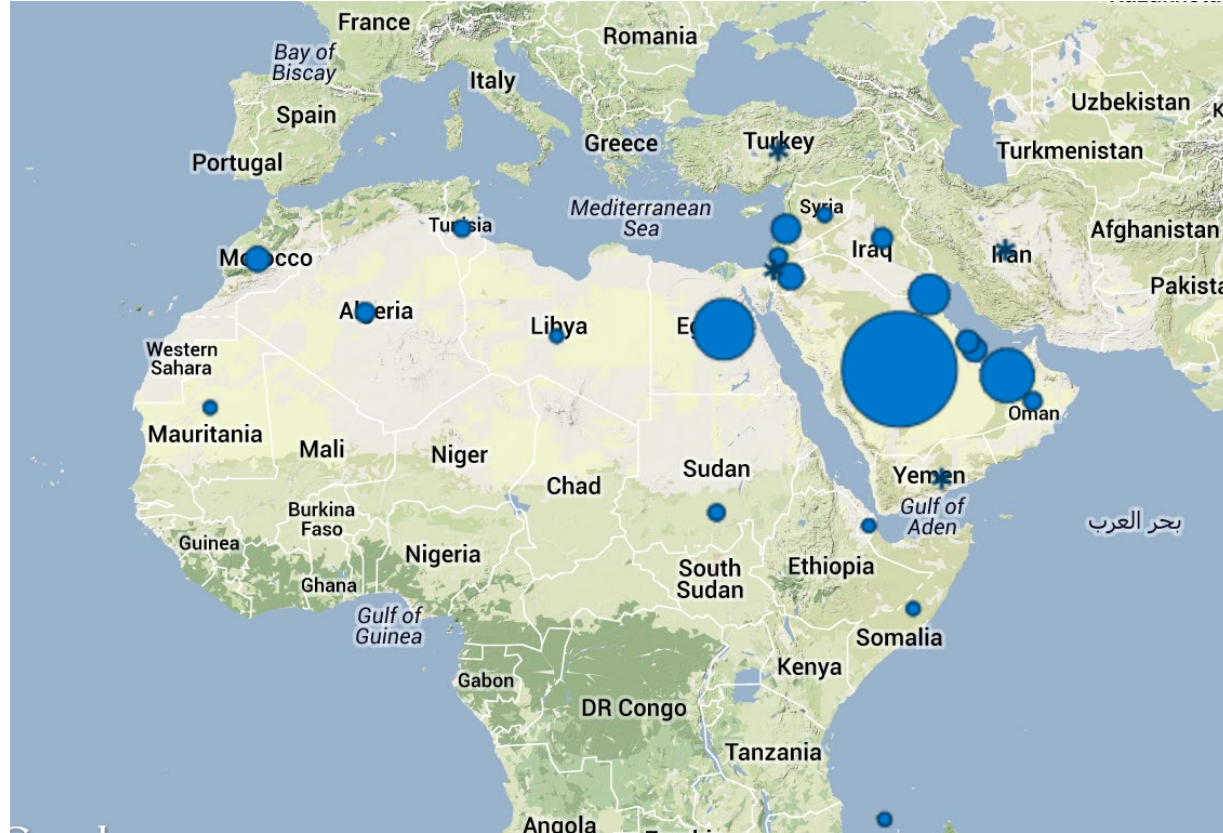 France
Romania
Bay of
Biscay
Italy
Uzbekistan
Spain
Greece
Turkey
Turkmenistan
Portugal
Mediterranean
Sea
Syria
Afghanistan
Tunisia
Iraq
Iran
Morocco
Pakista
Algeria
Libya
Western
Sahara
Oman
Mauritania
Mali
Niger
Sudan
Yemen
Chad
Gulf of
Aden
بحر العرب
Burkina
Faso
Guinea
Nigeria
Ethiopia
South
Sudan
Ghana
Gulf of
Guinea
Somalia
Kenya
Gabon
DR Congo
Tanzania
Angola